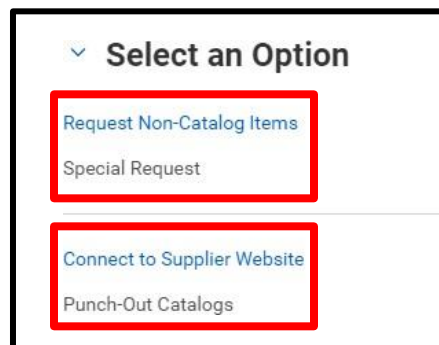 Select an Option
Request Non-Catalog Items
Special Request
Connect to Supplier Website
Punch-Out Catalogs